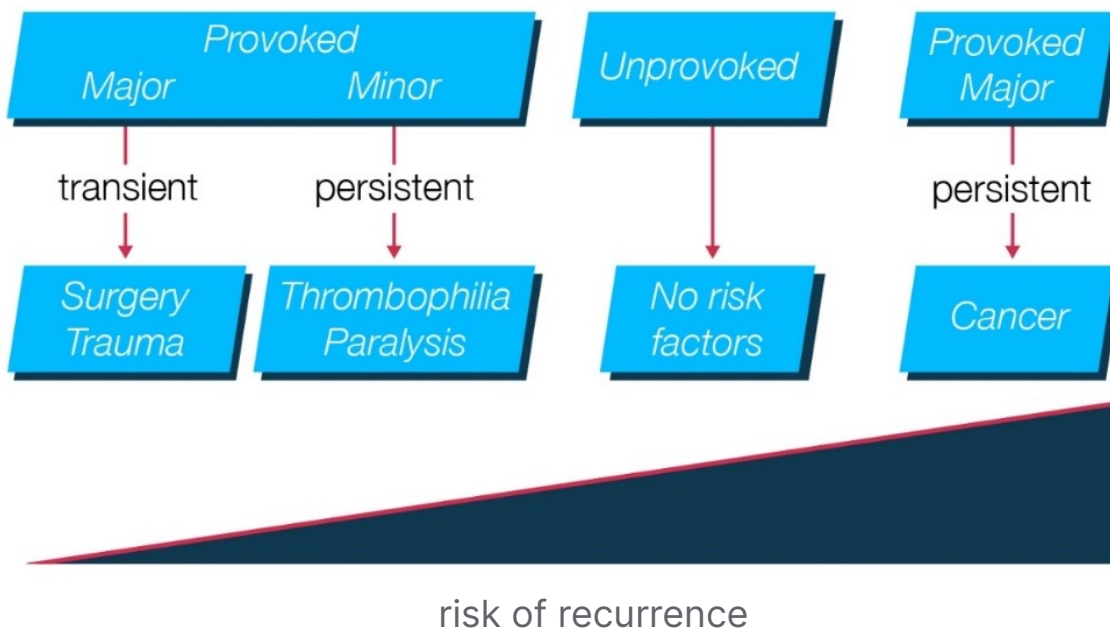 Provoked
Major Minor
Unprovoked
Provoked
Major
transient
persistent
persistent
Surgery
Trauma
Thrombophilia
Paralysis
No risk
factors
Cancer
risk of recurrence